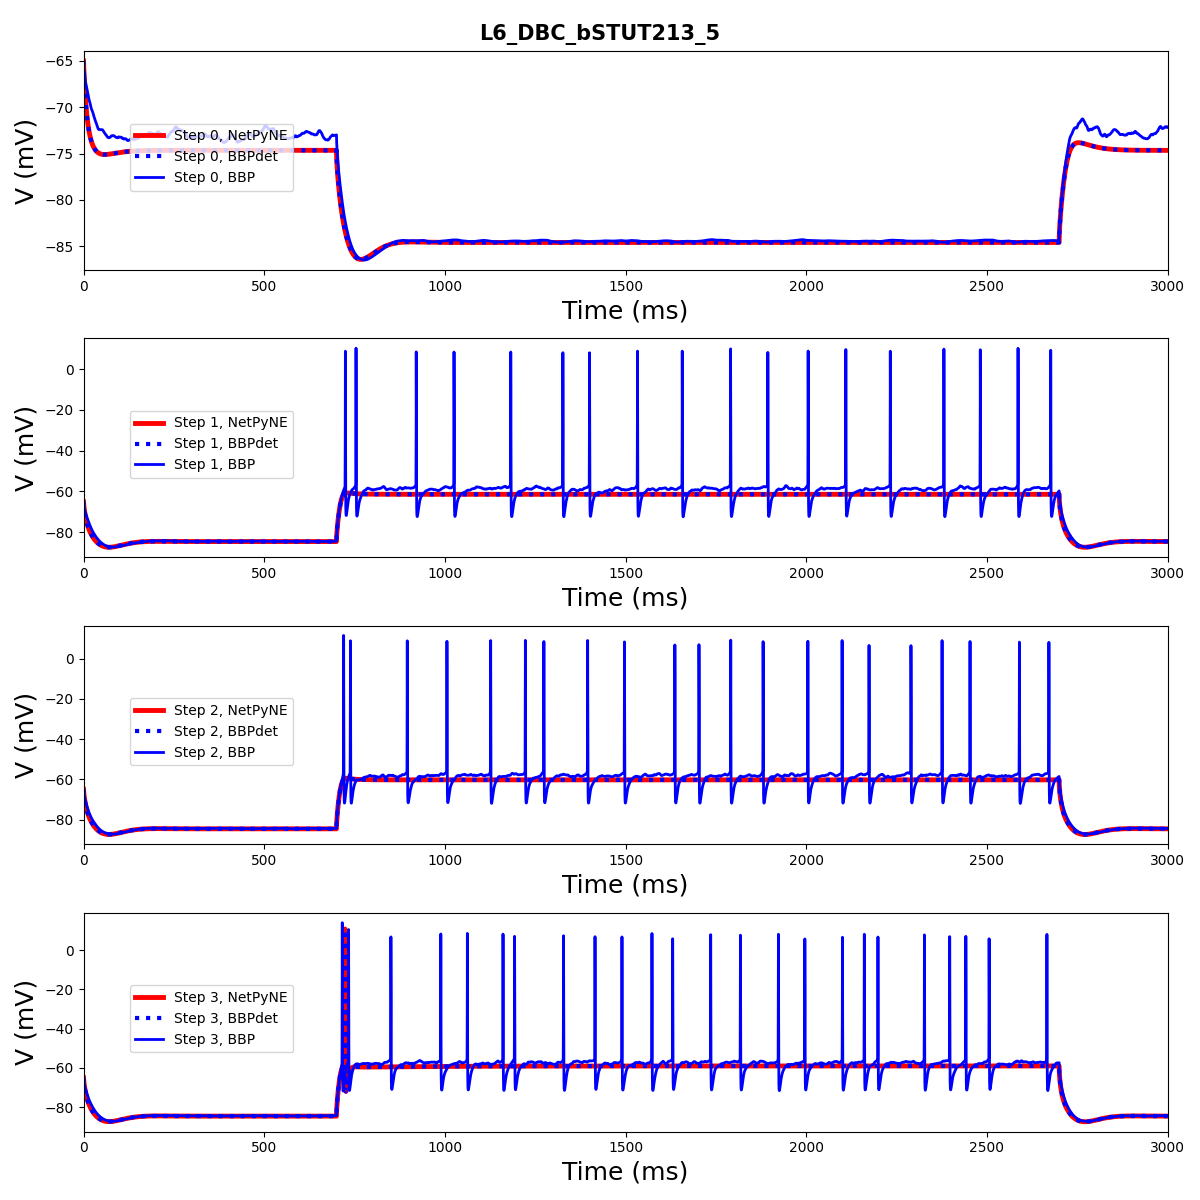 L6_DBC_bSTUT213_5
−65
−70
−75
−80
−85
V (mV)
Step 0, NetPyNE
Step 0, BBPdet
Step 0, BBP
0 500 1000 1500 2000 2500 3000
Time (ms)
0
−20
−40
−60
−80
V (mV)
Step 1, NetPyNE
Step 1, BBPdet
Step 1, BBP
0 500 1000 1500 2000 2500 3000
Time (ms)
0
−20
−40
−60
−80
V (mV)
Step 2, NetPyNE
Step 2, BBPdet
Step 2, BBP
0 500 1000 1500 2000 2500 3000
Time (ms)
0
−20
−40
−60
−80
V (mV)
Step 3, NetPyNE
Step 3, BBPdet
Step 3, BBP
0 500 1000 1500 2000 2500 3000
Time (ms)